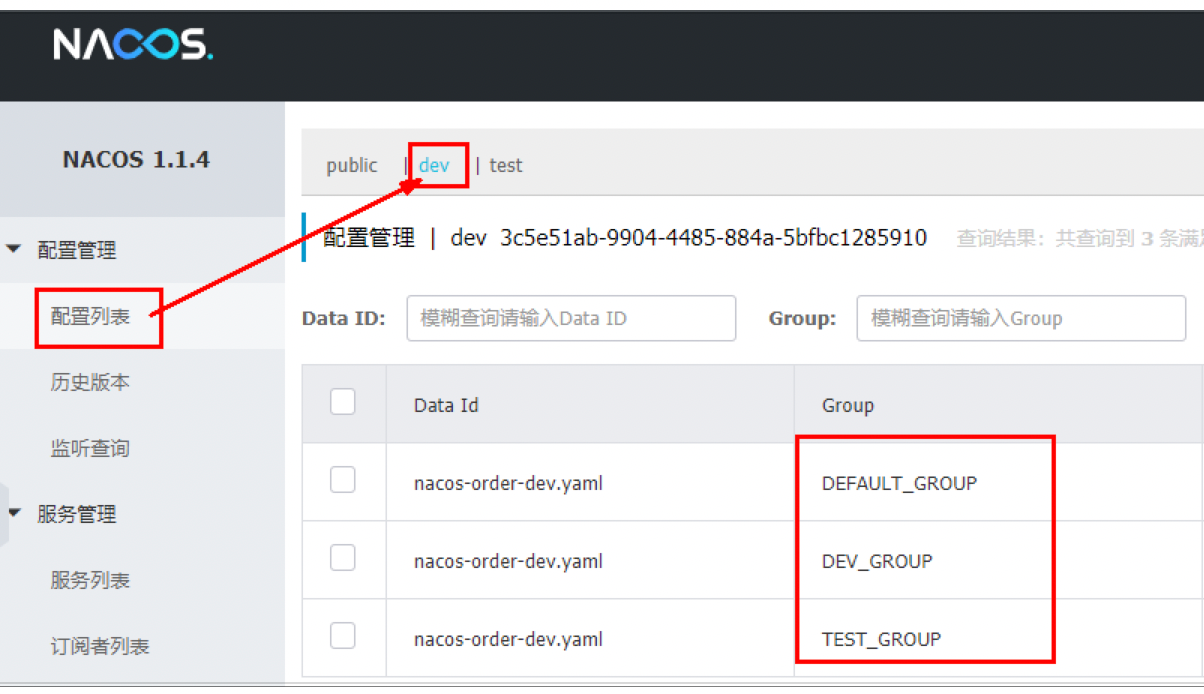 NACOS.
NACOS 1.1.4
public | dev | test
配置管理
配置管理 | dev 3c5e51ab-9904-4485-884a-5bfbc1285910 查询结果：共查询到 3 条满
配置列表
Data ID: 模糊查询请输入Data ID Group: 模糊查询请输入Group
历史版本
Data Id Group
监听查询
nacos-order-dev.yaml DEFAULT_GROUP
服务管理
nacos-order-dev.yaml DEV_GROUP
服务列表
nacos-order-dev.yaml TEST_GROUP
订阅者列表